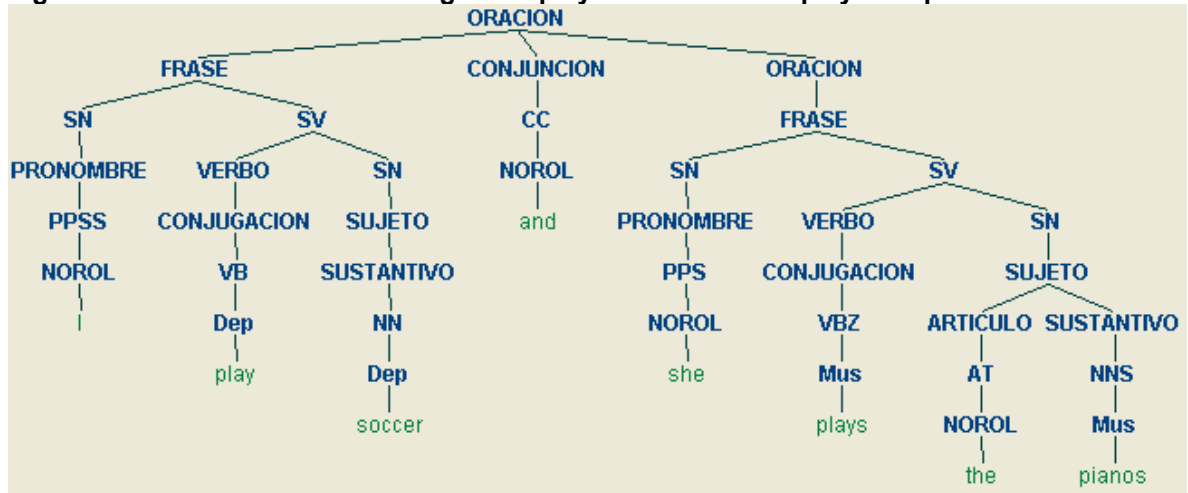 ORACION
FRASE CONJUNCION ORACION
SN SV CC FRASE
PRONOMBRE VERBO SN NOROL SN SV
PPSS CONJUGACION SUJETO and PRONOMBRE VERBO SN
NOROL VB SUSTANTIVO PPS CONJUGACION SUJETO
I Dep NN NOROL VBZ ARTICULO SUSTANTIVO
play Dep she Mus AT NNS
soccer plays NOROL Mus
the pianos